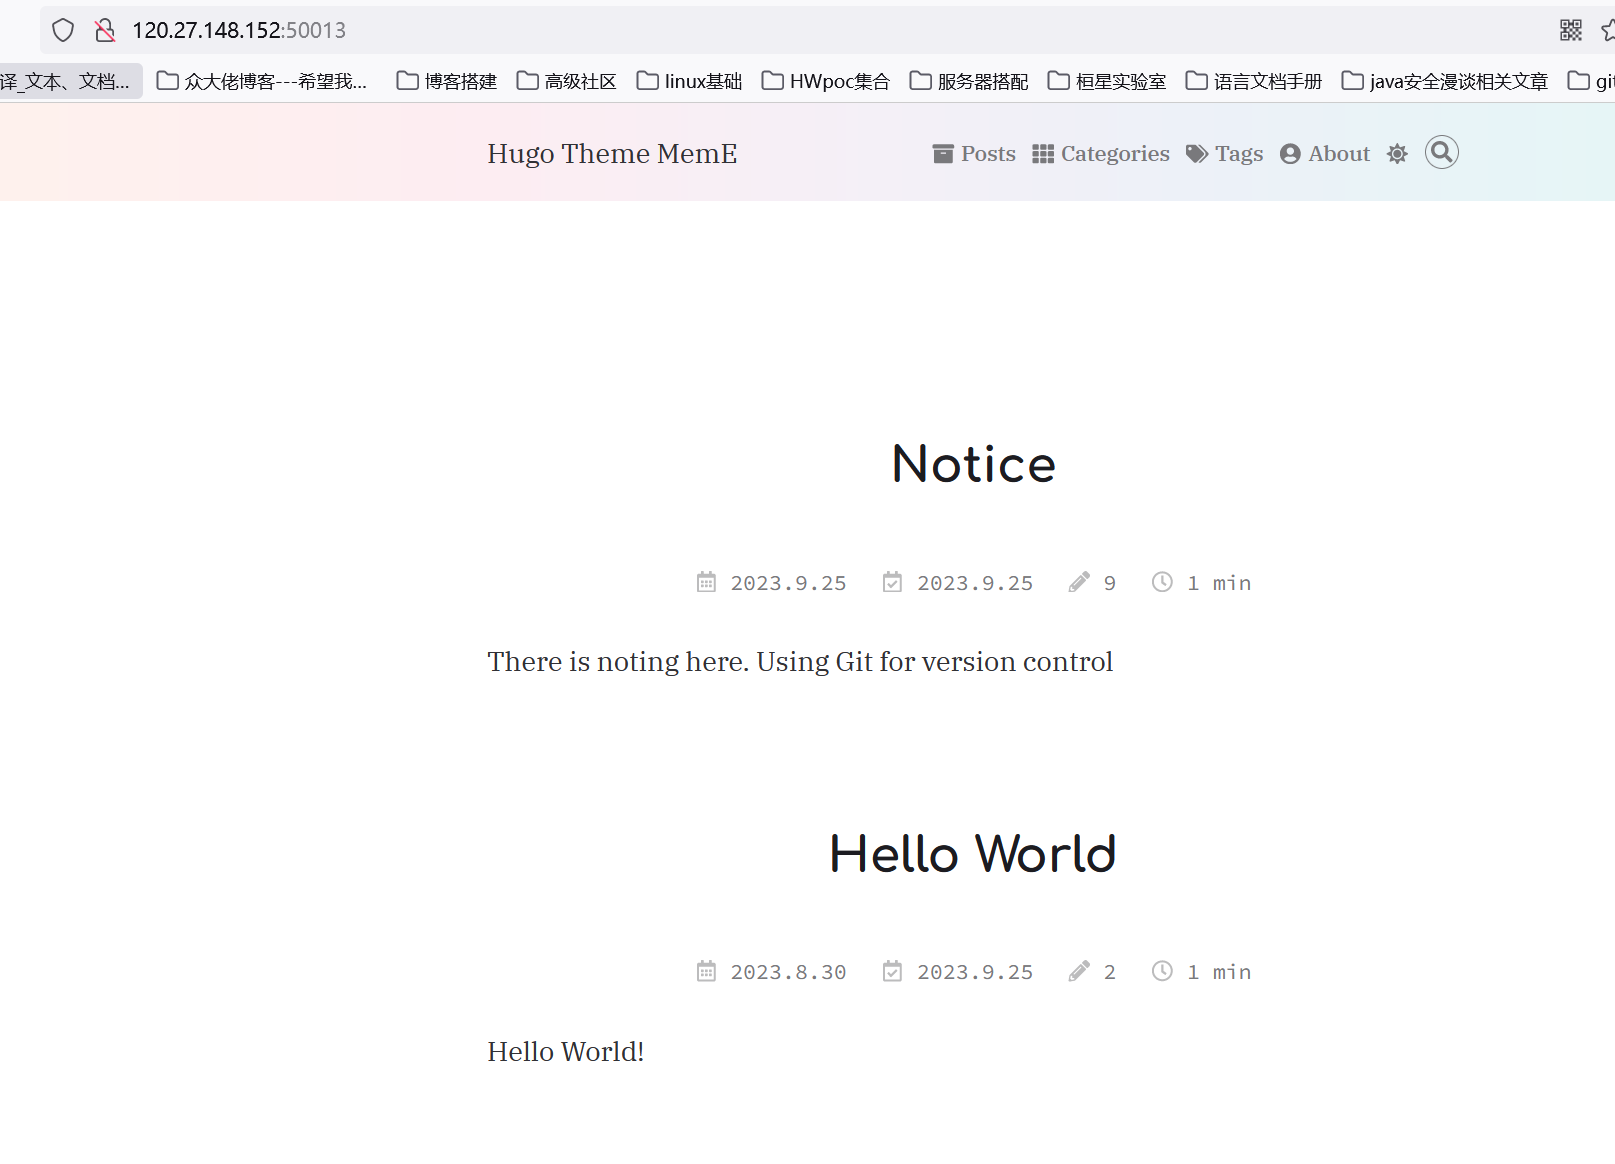 120.27.148.152:50013
译_文本、文档... 众大佬博客---希望我... 博客搭建 高级社区 linux基础 HWpoc集合 服务器搭配 桓星实验室 语言文档手册 java安全漫谈相关文章 git
Hugo Theme MemE Posts Categories Tags About
Notice
2023.9.25 2023.9.25 9 1 min
There is noting here. Using Git for version control
Hello World
2023.8.30 2023.9.25 2 1 min
Hello World!